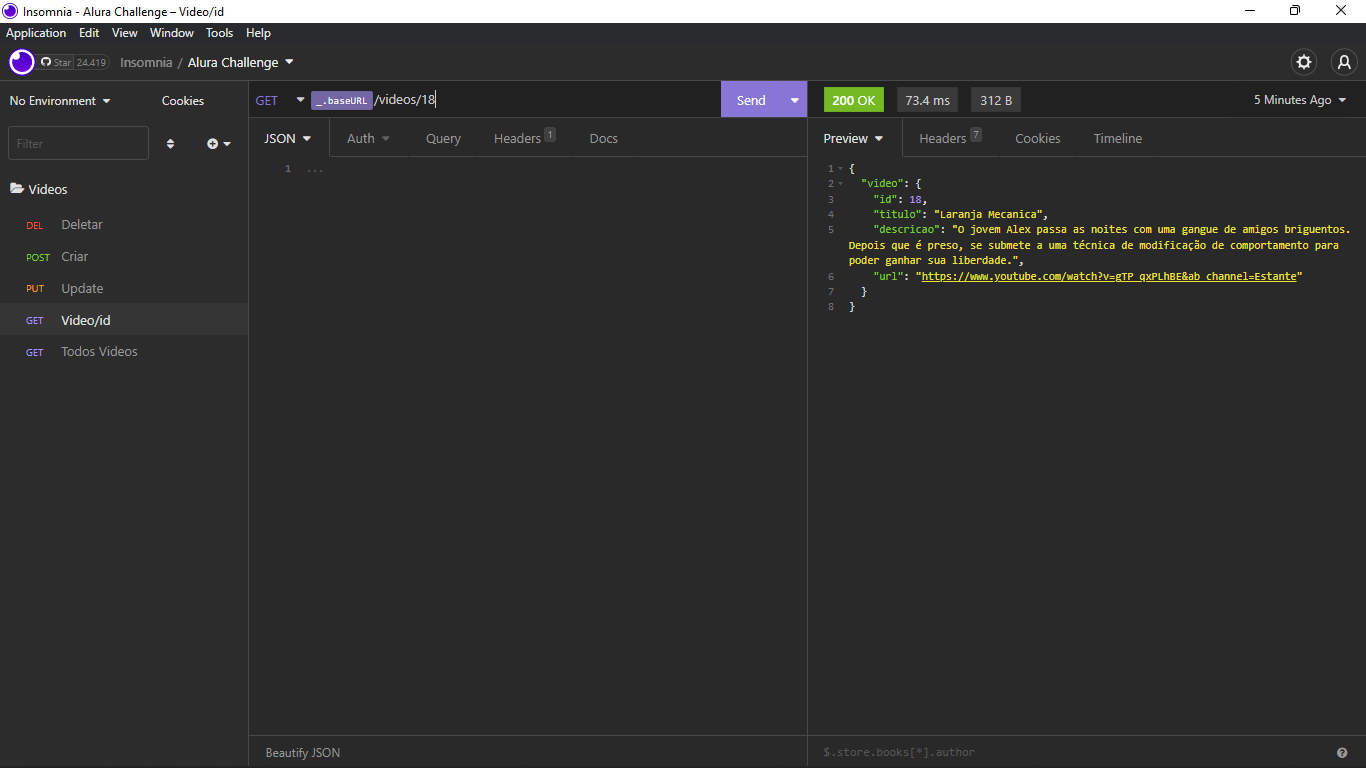 Insomnia - Alura Challenge – Video/id
Application Edit View Window Tools Help
Star 24.419 Insomnia / Alura Challenge
No Environment Cookies
GET _.baseURL /videos/18 Send
200 OK 73.4 ms 312 B 5 Minutes Ago
Filter
JSON Auth Query Headers 1 Docs
Preview Headers 7 Cookies Timeline
Videos
DEL Deletar
POST Criar
PUT Update
GET Video/id
GET Todos Videos
1 ...
1 {
2 "video": {
3 "id": 18,
4 "titulo": "Laranja Mecanica",
5 "descricao": "O jovem Alex passa as noites com uma gangue de amigos briguentos.
Depois que é preso, se submete a uma técnica de modificação de comportamento para
poder ganhar sua liberdade.",
6 "url": "https://www.youtube.com/watch?v=gTP_qxPLhBE&ab_channel=Estante"
7 }
8 }
Beautify JSON
$.store.books[*].author